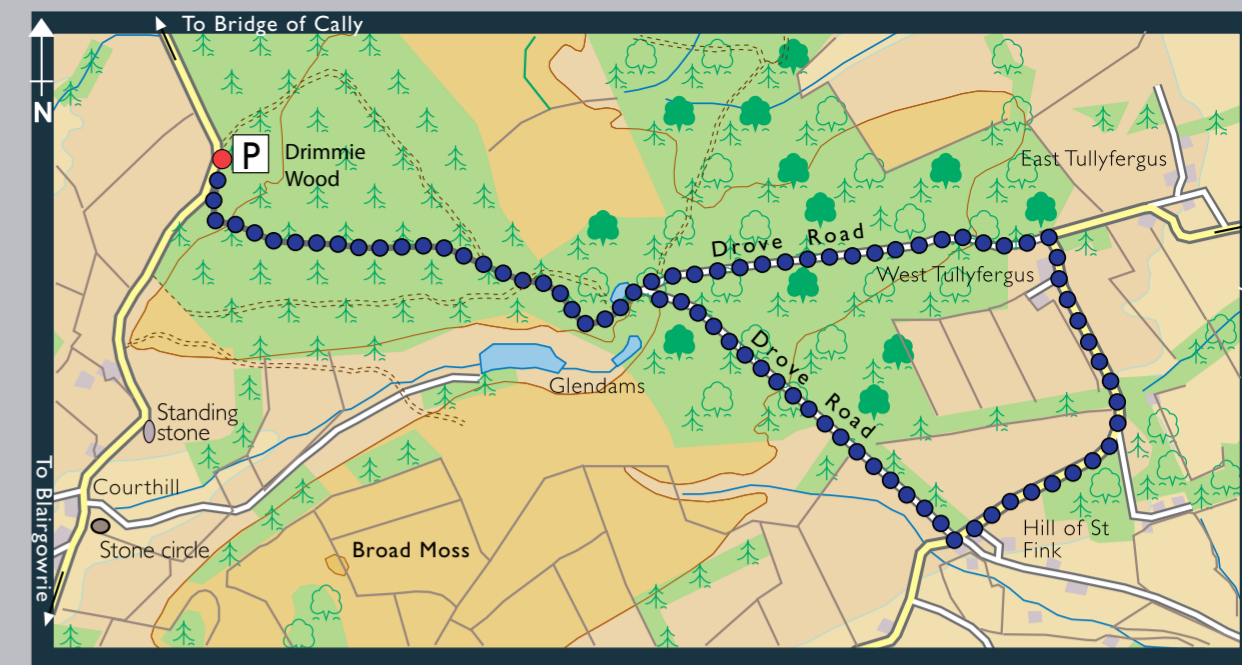 To Bridge of Cally
N
P
Drimmie
Wood
East Tullyfergus
Drove Road
West Tullyfergus
Drove Road
Glendams
Standing
stone
Courthill
Stone circle
To Blairgowrie
Broad Moss
Hill of St
Fink